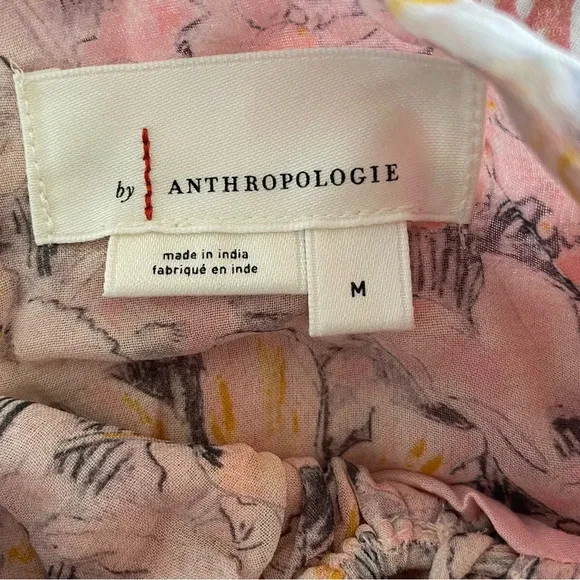 by ANTHROPOLOGIE
made in india
fabriqué en inde
M